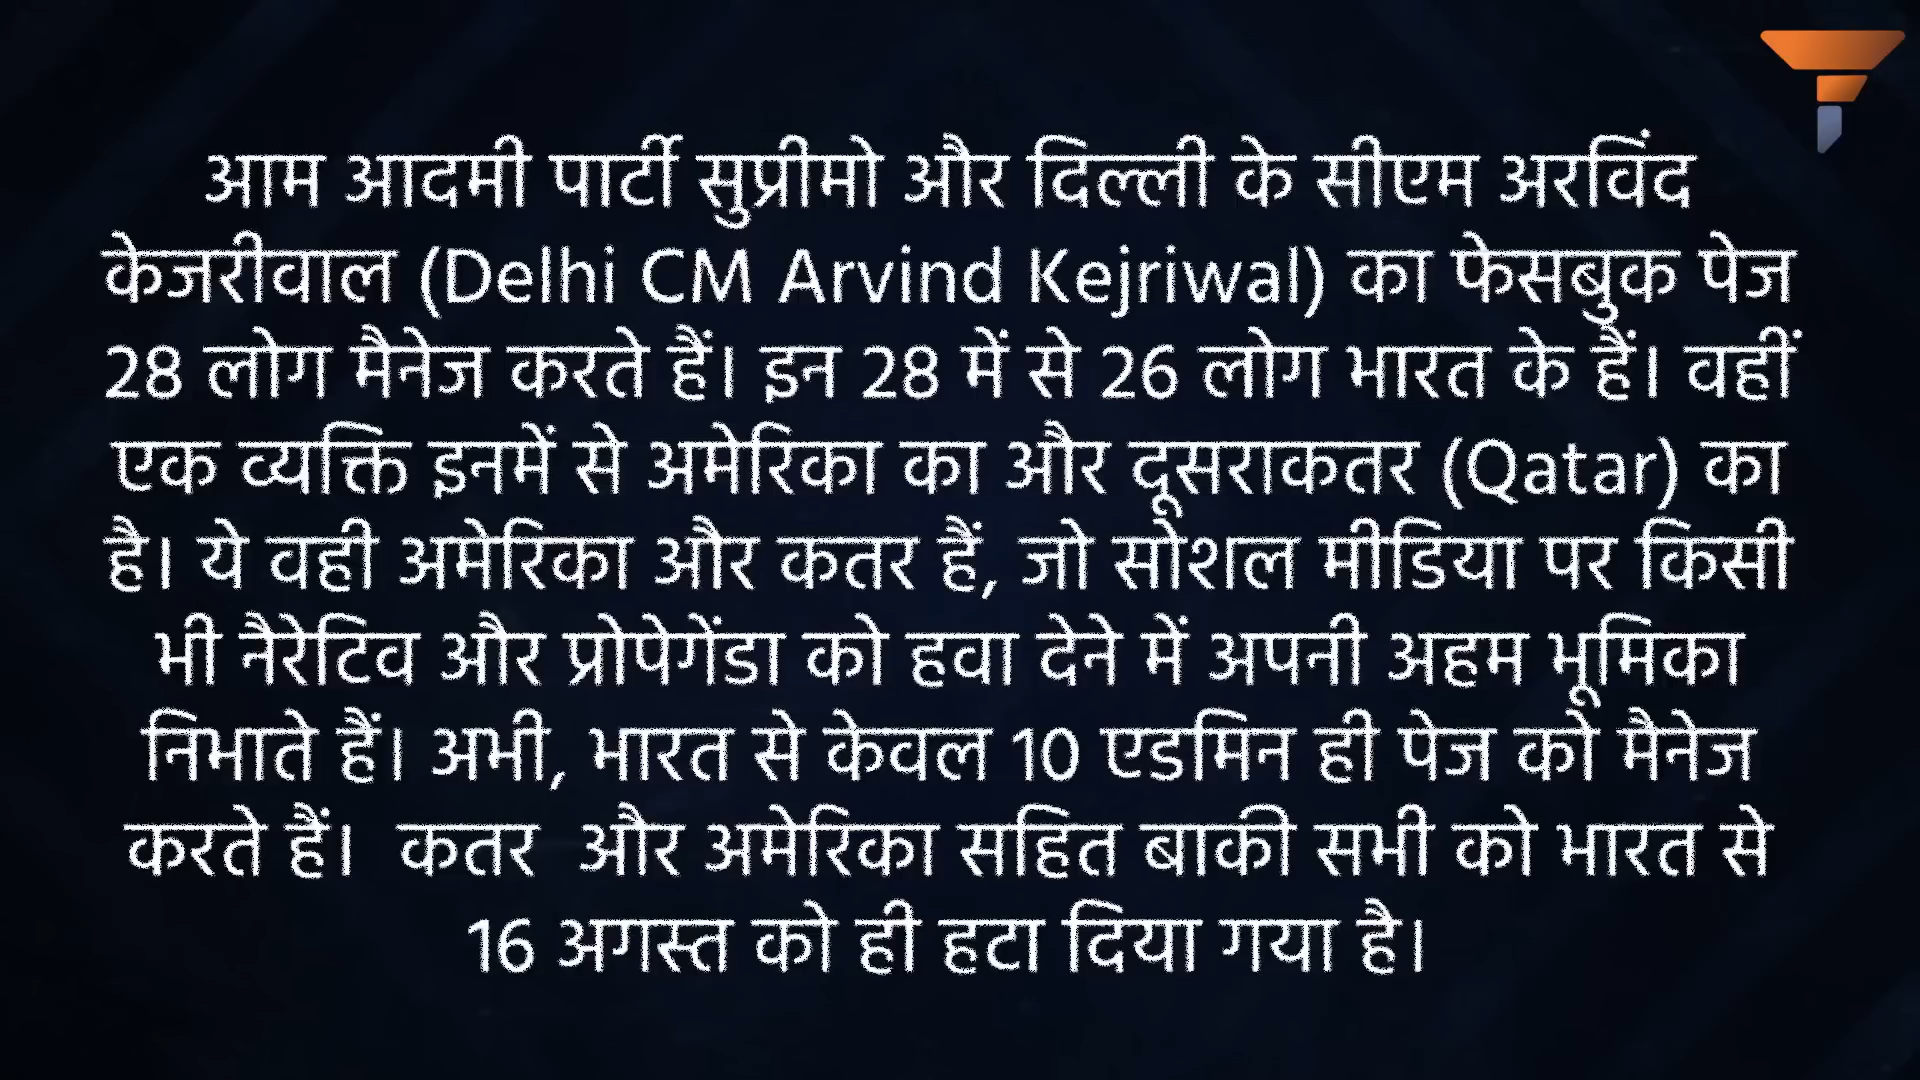 आम आदमी पार्टी सुप्रीमो और दिल्ली के सीएम अरविंद
केजरीवाल (Delhi CM Arvind Kejriwal) का फेसबुक पेज
28 लोग मैनेज करते हैं। इन 28 में से 26 लोग भारत के हैं। वहीं
एक व्यक्ति इनमें से अमेरिका का और दूसराकतर (Qatar) का
है। ये वही अमेरिका और कतर हैं, जो सोशल मीडिया पर किसी
भी नैरेटिव और प्रोपेगेंडा को हवा देने में अपनी अहम भूमिका
निभाते हैं। अभी, भारत से केवल 10 एडमिन ही पेज को मैनेज
करते हैं।  कतर  और अमेरिका सहित बाकी सभी को भारत से
16 अगस्त को ही हटा दिया गया है।